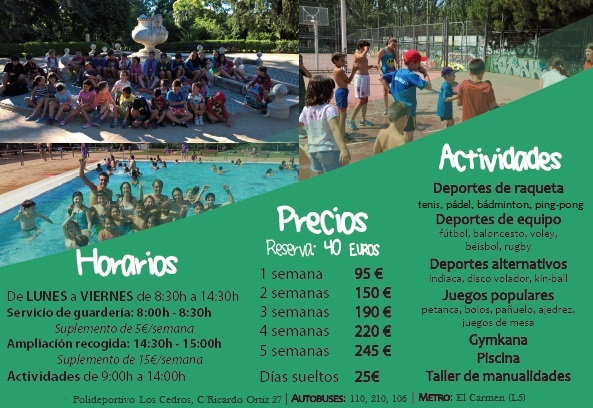 Horarios
De LUNES a VIERNES de 8:30h a 14:30h
Servicio de guardería: 8:00h - 8:30h
Suplemento de 5€/semana
Ampliación recogida: 14:30h - 15:00h
Suplemento de 15€/semana
Actividades de 9:00h a 14:00h
Precios
Reserva: 40 EUROS
1 semana 95 €
2 semana 150 €
3 semana 190 €
4 semana 220 €
5 semana 245 €
Días sueltos 25€
Actividades
Deportes de raqueta
tenis, pádel, bádminton, ping-pong
Deportes de equipo
fútbol, baloncesto, voley,
béisbol, rugby
Deportes alternativos
indiaca, disco volador, kin-ball
Juegos populares
petanca, bolos, pañuelo, ajedrez,
juegos de mesa
Gymkana
Piscina
Taller de manualidades
Polideportivo Los Cedros, C/Ricardo Ortiz 27 | AUTOBUSES: 110, 210, 106 | METRO: El Carmen (L5)